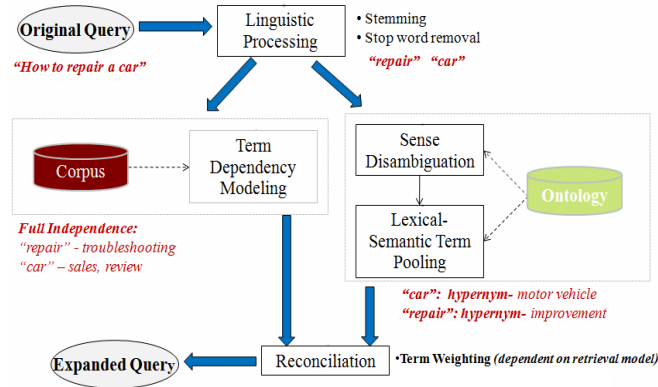 Original Query
Linguistic
Processing
• Stemming
• Stop word removal
“How to repair a car”
“repair” “car”
Corpus
Term
Dependency
Modeling
Sense
Disambiguation
Ontology
Lexical-
Semantic Term
Pooling
Full Independence:
“repair” - troubleshooting
“car” – sales, review
“car”: hypernym- motor vehicle
“repair”: hypernym- improvement
Expanded Query
Reconciliation
•Term Weighting (dependent on retrieval model)